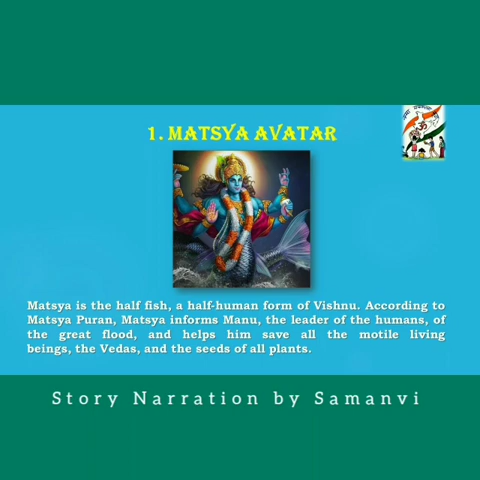 1. MATSYA AVATAR
Matsya is the half fish, a half-human form of Vishnu. According to
Matsya Puran, Matsya informs Manu, the leader of the humans, of
the great flood, and helps him save all the motile living
beings, the Vedas, and the seeds of all plants.
Story Narration by Samanvi